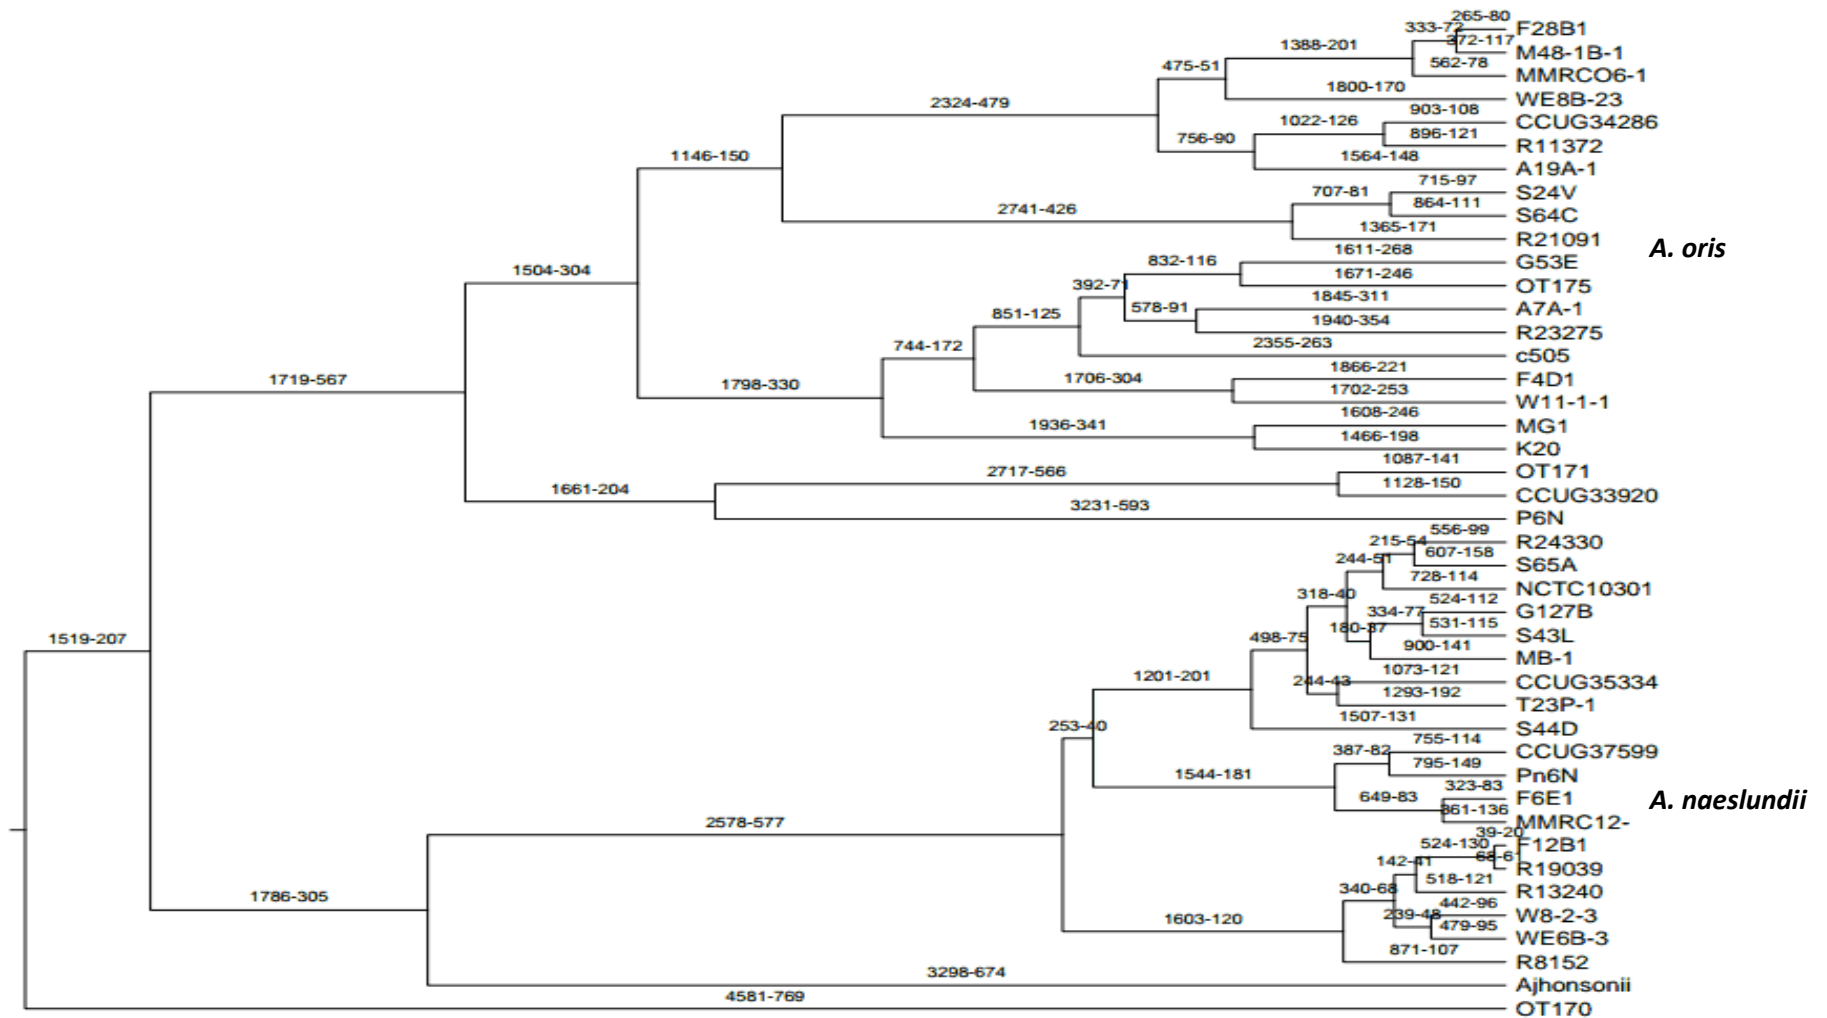 265-80
333-72
F28B1
372-117
1388-201
M48-1B-1
562-78
475-51
MMRCO6-1
1800-170
2324-479
WE8B-23
903-108
1022-126
CCUG34286
896-121
756-90
R11372
1146-150
1564-148
A19A-1
715-97
707-81
S24V
864-111
2741-426
S64C
1365-171
R21091
A. oris
1611-268
832-116
G53E
1504-304
1671-246
392-71
OT175
1845-311
578-91
A7A-1
851-125
1940-354
R23275
744-172
2355-263
c505
1866-221
1719-567
1706-304
F4D1
1798-330
1702-253
W11-1-1
1608-246
1936-341
MG1
1466-198
K20
1087-141
2717-566
OT171
1661-204
1128-150
CCUG33920
3231-593
P6N
556-99
215-54
R24330
607-158
244-51
S65A
728-114
318-40
NCTC10301
524-112
334-77
G127B
180-37
531-115
1519-207
498-75
S43L
900-141
MB-1
1073-121
1201-201
244-43
CCUG35334
1293-192
T23P-1
1507-131
253-40
S44D
755-114
387-82
CCUG37599
795-149
1544-181
Pn6N
323-83
649-83
F6E1
A. naeslundii
361-136
2578-577
MMRC12-
39-20
524-130
F12B1
142-41
68-61
R19039
518-121
1786-305
340-68
R13240
442-96
1603-120
239-48
W8-2-3
479-95
WE6B-3
871-107
R8152
3298-674
Ajhonsonii
4581-769
OT170